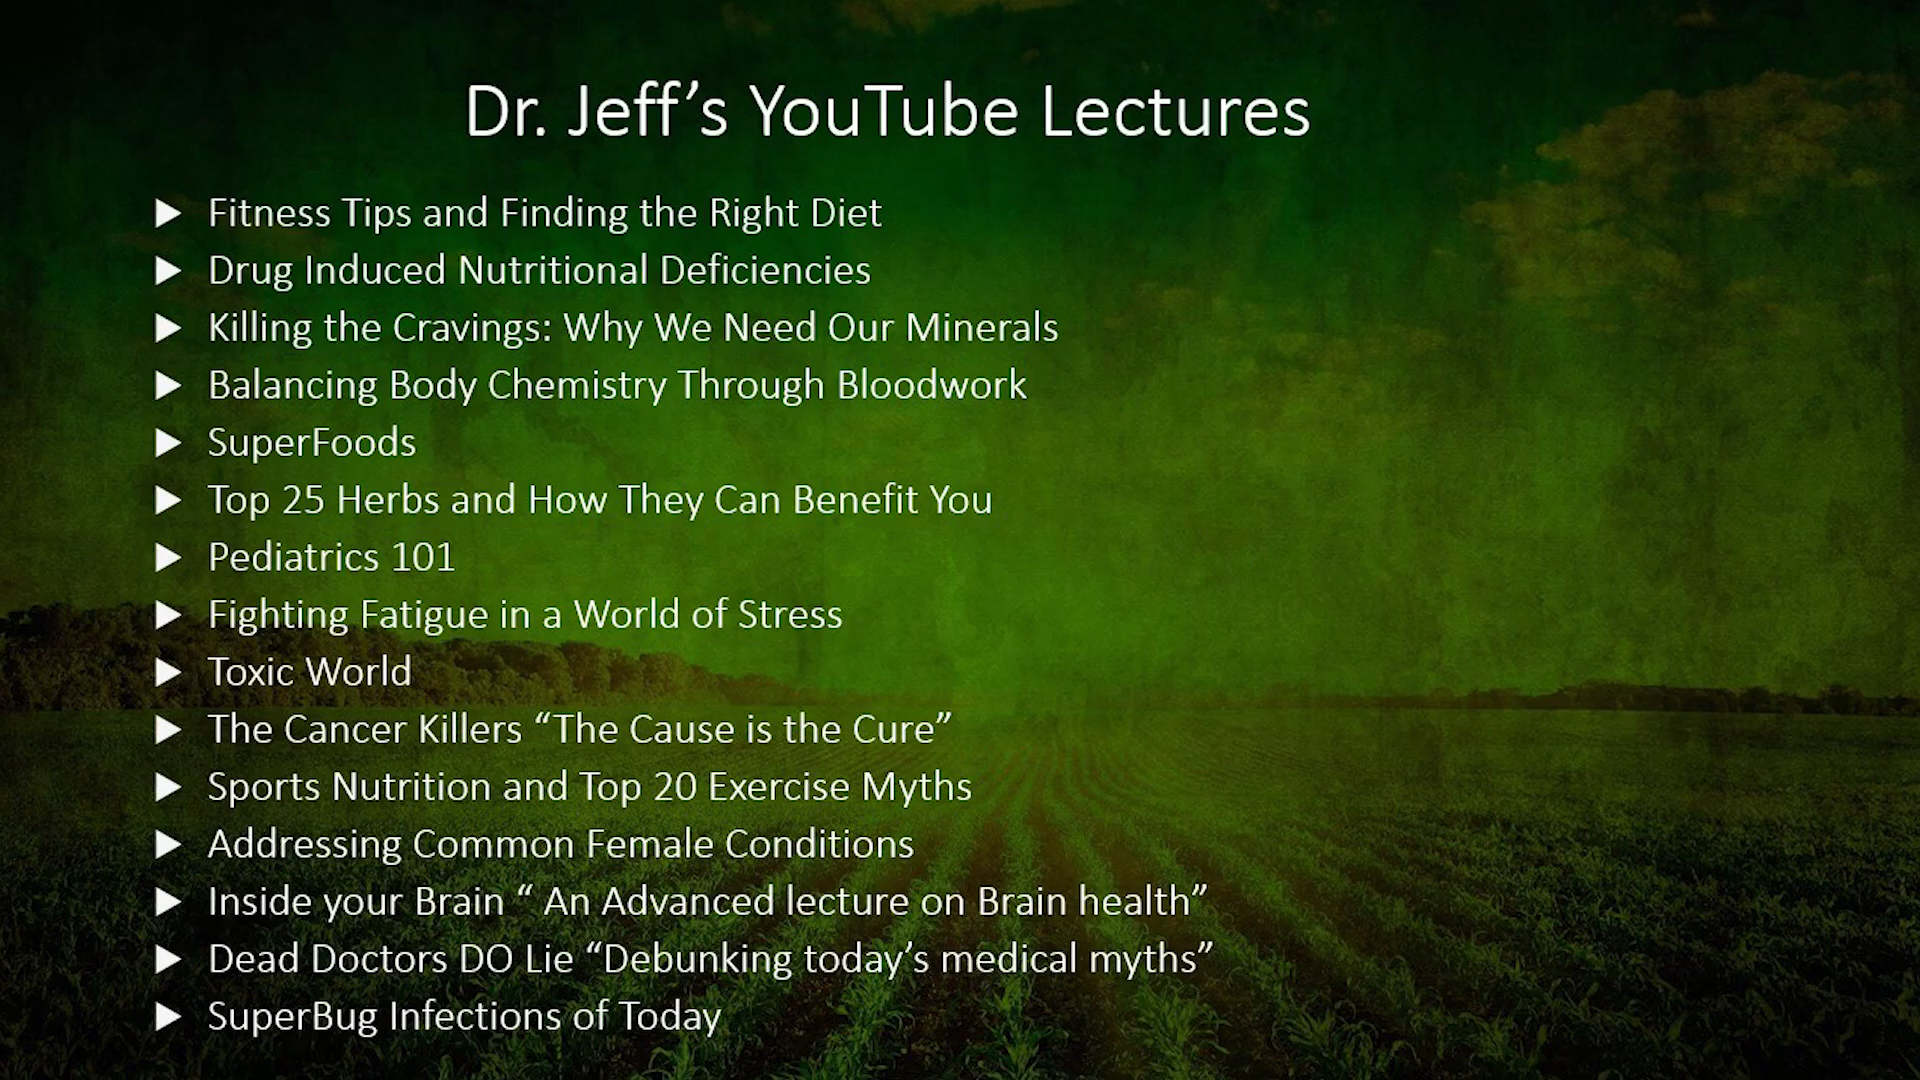 Dr. Jeff’s YouTube Lectures
▶ Fitness Tips and Finding the Right Diet
▶ Drug Induced Nutritional Deficiencies
▶ Killing the Cravings: Why We Need Our Minerals
▶ Balancing Body Chemistry Through Bloodwork
▶ SuperFoods
▶ Top 25 Herbs and How They Can Benefit You
▶ Pediatrics 101
▶ Fighting Fatigue in a World of Stress
▶ Toxic World
▶ The Cancer Killers “The Cause is the Cure”
▶ Sports Nutrition and Top 20 Exercise Myths
▶ Addressing Common Female Conditions
▶ Inside your Brain “ An Advanced lecture on Brain health”
▶ Dead Doctors DO Lie “Debunking today’s medical myths”
▶ SuperBug Infections of Today